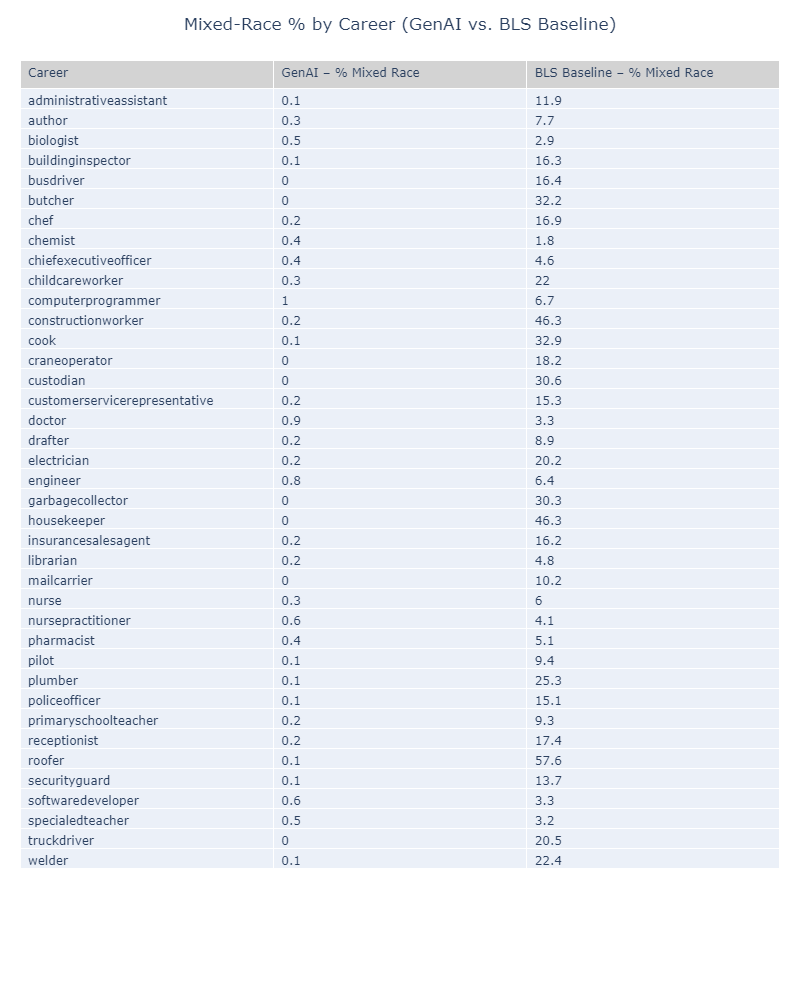 Mixed-Race % by Career (GenAI vs. BLS Baseline)
Career GenAI – % Mixed Race BLS Baseline – % Mixed Race
administrativeassistant 0.1 11.9
author 0.3 7.7
biologist 0.5 2.9
buildinginspector 0.1 16.3
busdriver 0 16.4
butcher 0 32.2
chef 0.2 16.9
chemist 0.4 1.8
chiefexecutiveofficer 0.4 4.6
childcareworker 0.3 22
computerprogrammer 1 6.7
constructionworker 0.2 46.3
cook 0.1 32.9
craneoperator 0 18.2
custodian 0 30.6
customerservicerepresentative 0.2 15.3
doctor 0.9 3.3
drafter 0.2 8.9
electrician 0.2 20.2
engineer 0.8 6.4
garbagecollector 0 30.3
housekeeper 0 46.3
insurancesalesagent 0.2 16.2
librarian 0.2 4.8
mailcarrier 0 10.2
nurse 0.3 6
nursepractitioner 0.6 4.1
pharmacist 0.4 5.1
pilot 0.1 9.4
plumber 0.1 25.3
policeofficer 0.1 15.1
primaryschoolteacher 0.2 9.3
receptionist 0.2 17.4
roofer 0.1 57.6
securityguard 0.1 13.7
softwaredeveloper 0.6 3.3
specialedteacher 0.5 3.2
truckdriver 0 20.5
welder 0.1 22.4